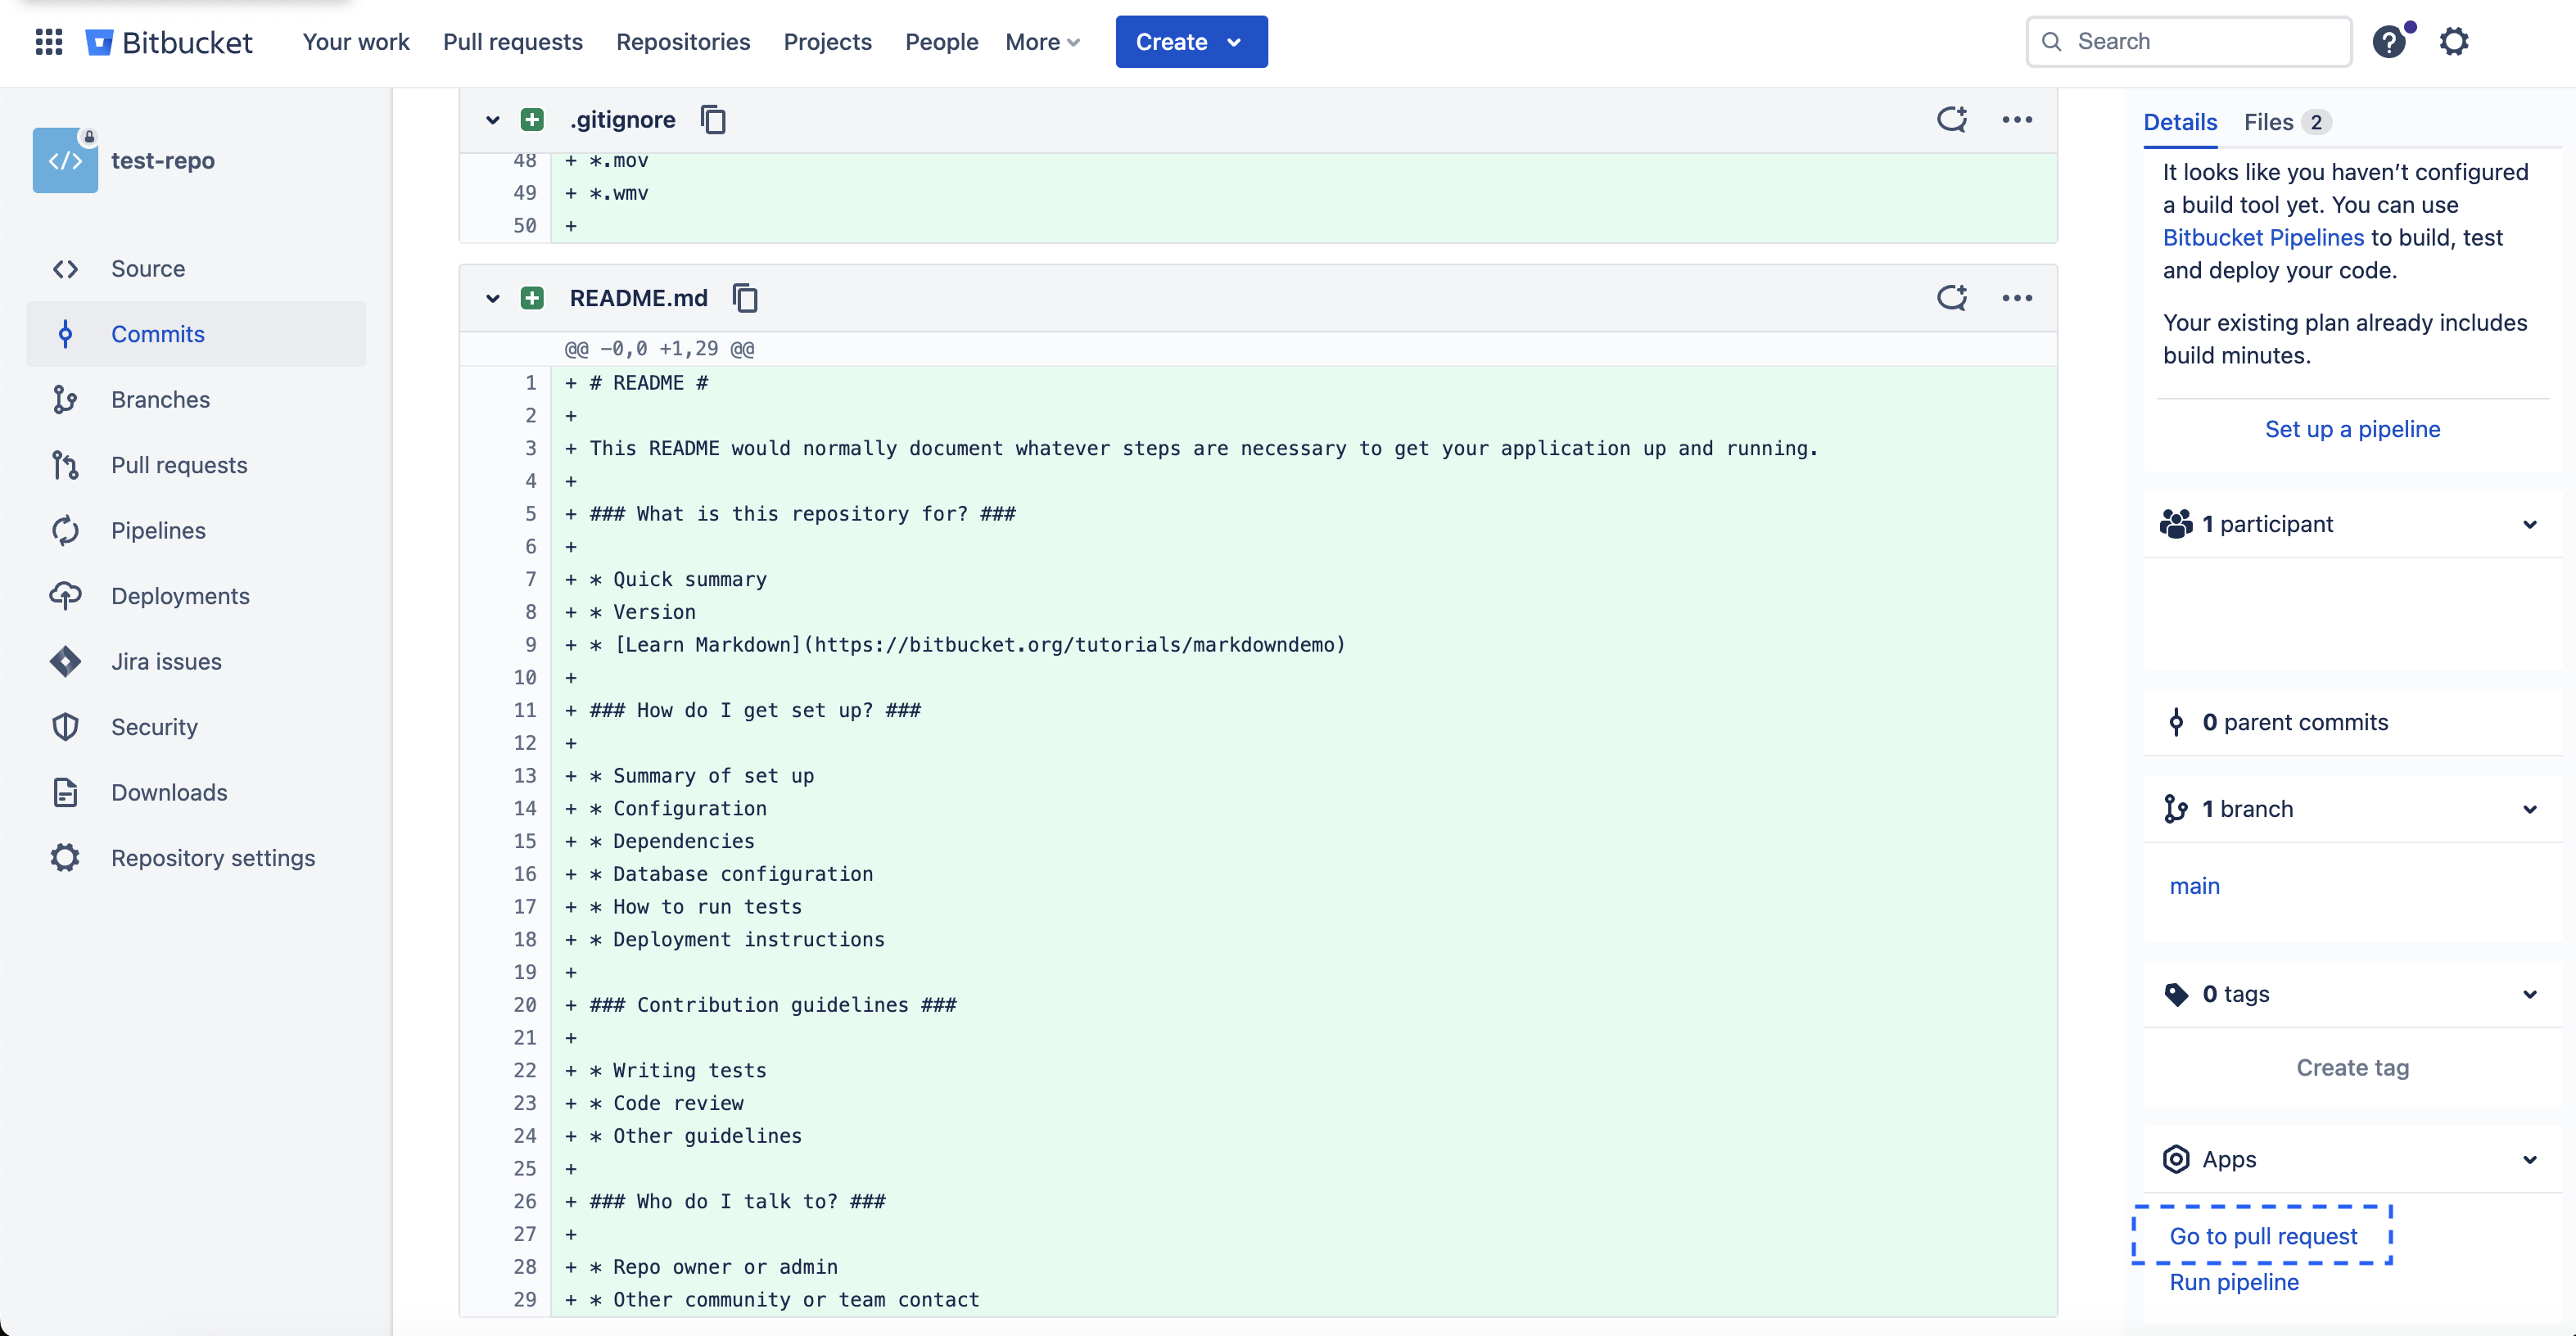 Bitbucket
Your work
Pull requests
Repositories
Projects
People
More
Create
Search
?
</>
test-repo
Source
Commits
Branches
Pull requests
Pipelines
Deployments
Jira issues
Security
Downloads
Repository settings
.gitignore
48 + *.mov
49 + *.wmv
50 +
README.md
@@ -0,0 +1,29 @@
1 + # README #
2 +
3 + This README would normally document whatever steps are necessary to get your application up and running.
4 +
5 + ### What is this repository for? ###
6 +
7 + * Quick summary
8 + * Version
9 + * [Learn Markdown](https://bitbucket.org/tutorials/markdowndemo)
10 +
11 + ### How do I get set up? ###
12 +
13 + * Summary of set up
14 + * Configuration
15 + * Dependencies
16 + * Database configuration
17 + * How to run tests
18 + * Deployment instructions
19 +
20 + ### Contribution guidelines ###
21 +
22 + * Writing tests
23 + * Code review
24 + * Other guidelines
25 +
26 + ### Who do I talk to? ###
27 +
28 + * Repo owner or admin
29 + * Other community or team contact
Details
Files 2
It looks like you haven’t configured
a build tool yet. You can use
Bitbucket Pipelines to build, test
and deploy your code.
Your existing plan already includes
build minutes.
Set up a pipeline
1 participant
0 parent commits
1 branch
main
0 tags
Create tag
Apps
Go to pull request
Run pipeline